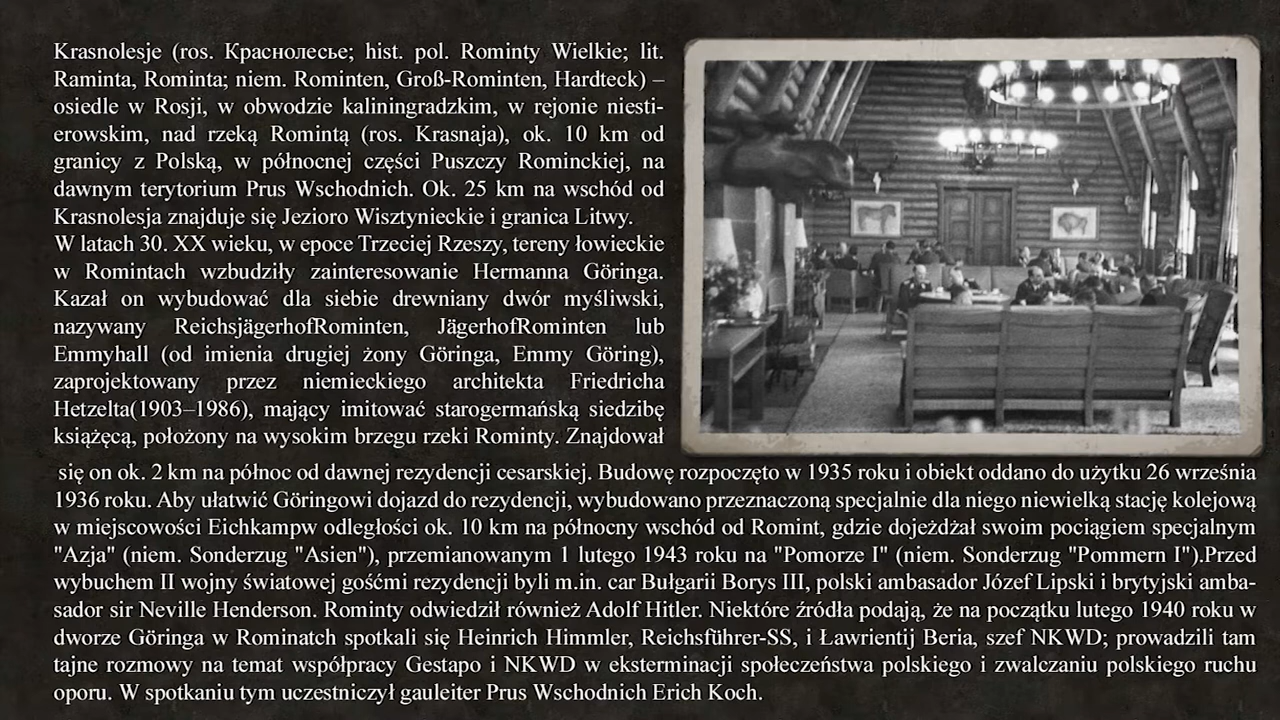 Krasnolesje (ros. Краснолесье; hist. pol. Rominty Wielkie; lit.
Raminta, Rominta; niem. Rominten, Groß-Rominten, Hardteck) –
osiedle w Rosji, w obwodzie kaliningradzkim, w rejonie niesti-
erowskim, nad rzeką Romintą (ros. Krasnaja), ok. 10 km od
granicy z Polską, w północnej części Puszczy Rominckiej, na
dawnym terytorium Prus Wschodnich. Ok. 25 km na wschód od
Krasnolesja znajduje się Jezioro Wisztynieckie i granica Litwy.
W latach 30. XX wieku, w epoce Trzeciej Rzeszy, tereny łowieckie
w Romintach wzbudziły zainteresowanie Hermanna Göringa.
Kazał on wybudować dla siebie drewniany dwór myśliwski,
nazywany ReichsjägerhofRominten, JägerhofRominten lub
Emmyhall (od imienia drugiej żony Göringa, Emmy Göring),
zaprojektowany przez niemieckiego architekta Friedricha
Hetzelta(1903–1986), mający imitować starogermańską siedzibę
książęcą, położony na wysokim brzegu rzeki Rominty. Znajdował
się on ok. 2 km na północ od dawnej rezydencji cesarskiej. Budowę rozpoczęto w 1935 roku i obiekt oddano do użytku 26 września
1936 roku. Aby ułatwić Göringowi dojazd do rezydencji, wybudowano przeznaczoną specjalnie dla niego niewielką stację kolejową
w miejscowości Eichkampw odległości ok. 10 km na północny wschód od Romint, gdzie dojeżdżał swoim pociągiem specjalnym
"Azja" (niem. Sonderzug "Asien"), przemianowanym 1 lutego 1943 roku na "Pomorze I" (niem. Sonderzug "Pommern I").Przed
wybuchem II wojny światowej gośćmi rezydencji byli m.in. car Bułgarii Borys III, polski ambasador Józef Lipski i brytyjski amba-
sador sir Neville Henderson. Rominty odwiedził również Adolf Hitler. Niektóre źródła podają, że na początku lutego 1940 roku w
dworze Göringa w Rominatch spotkali się Heinrich Himmler, Reichsführer-SS, i Ławrientij Beria, szef NKWD; prowadzili tam
tajne rozmowy na temat współpracy Gestapo i NKWD w eksterminacji społeczeństwa polskiego i zwalczaniu polskiego ruchu
oporu. W spotkaniu tym uczestniczył gauleiter Prus Wschodnich Erich Koch.